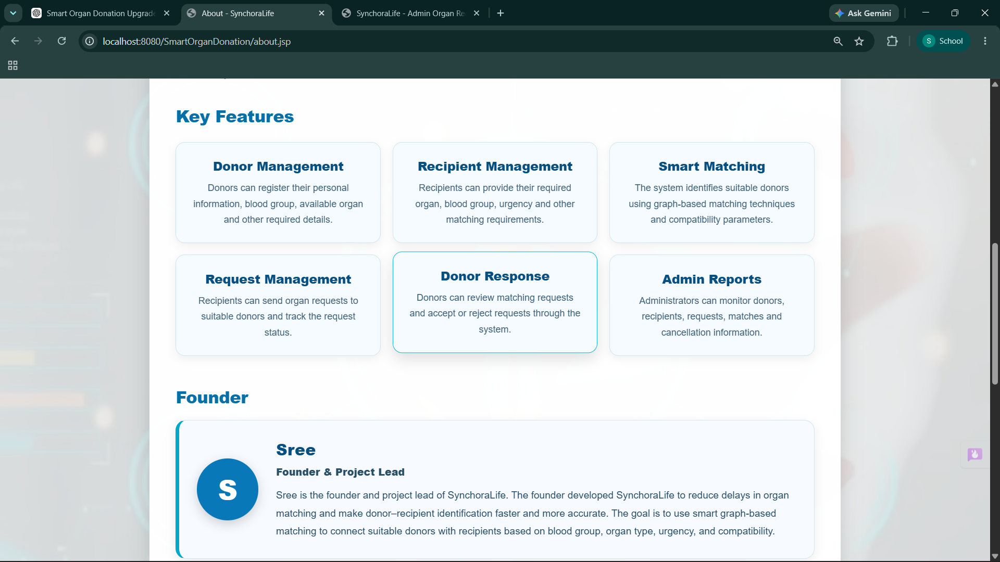 Smart Organ Donation Upgrade
About - SynchoraLife
SynchoraLife - Admin Organ Re
Ask Gemini
localhost:8080/SmartOrganDonation/about.jsp
S
School
Key Features
Donor Management
Donors can register their personal
information, blood group, available organ
and other required details.
Recipient Management
Recipients can provide their required
organ, blood group, urgency and other
matching requirements.
Smart Matching
The system identifies suitable donors
using graph-based matching techniques
and compatibility parameters.
Request Management
Recipients can send organ requests to
suitable donors and track the request
status.
Donor Response
Donors can review matching requests
and accept or reject requests through the
system.
Admin Reports
Administrators can monitor donors,
recipients, requests, matches and
cancellation information.
Founder
S
Sree
Founder & Project Lead
Sree is the founder and project lead of SynchoraLife. The founder developed SynchoraLife to reduce delays in organ
matching and make donor–recipient identification faster and more accurate. The goal is to use smart graph-based
matching to connect suitable donors with recipients based on blood group, organ type, urgency, and compatibility.